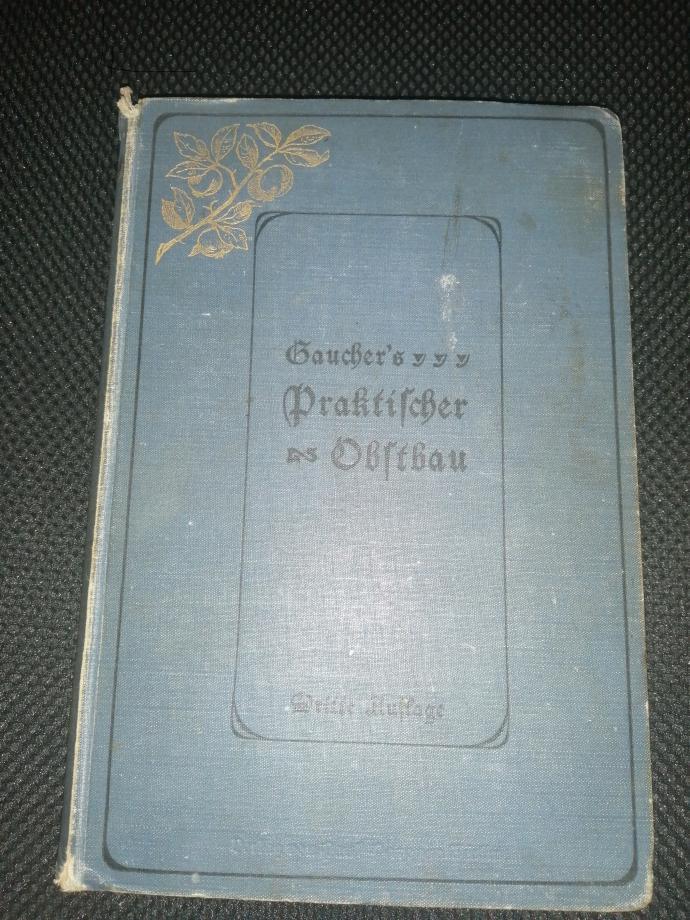 Gaucher's
Praktiſcher
Obſtbau
Dritte Auflage